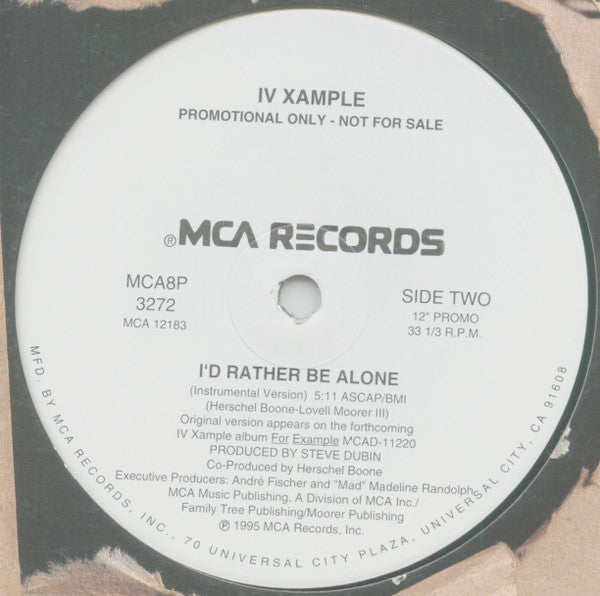 IV XAMPLE
PROMOTIONAL ONLY - NOT FOR SALE
®MCA RECORDS
MCA8P
3272
MCA 12183
SIDE TWO
12" PROMO
33 1/3 R.P.M.
I'D RATHER BE ALONE
(Instrumental Version) 5:11 ASCAP/BMI
(Herschel Boone-Lovell Moorer III)
Original version appears on the forthcoming
IV Xample album For Example MCAD-11220
PRODUCED BY STEVE DUBIN
Co-Produced by Herschel Boone
Executive Producers: André Fischer and "Mad" Madeline Randolph
MCA Music Publishing, A Division of MCA Inc./
Family Tree Publishing/Moorer Publishing
℗ 1995 MCA Records, Inc.
MFD. BY MCA RECORDS, INC., 70 UNIVERSAL CITY PLAZA, UNIVERSAL CITY, CA 91608